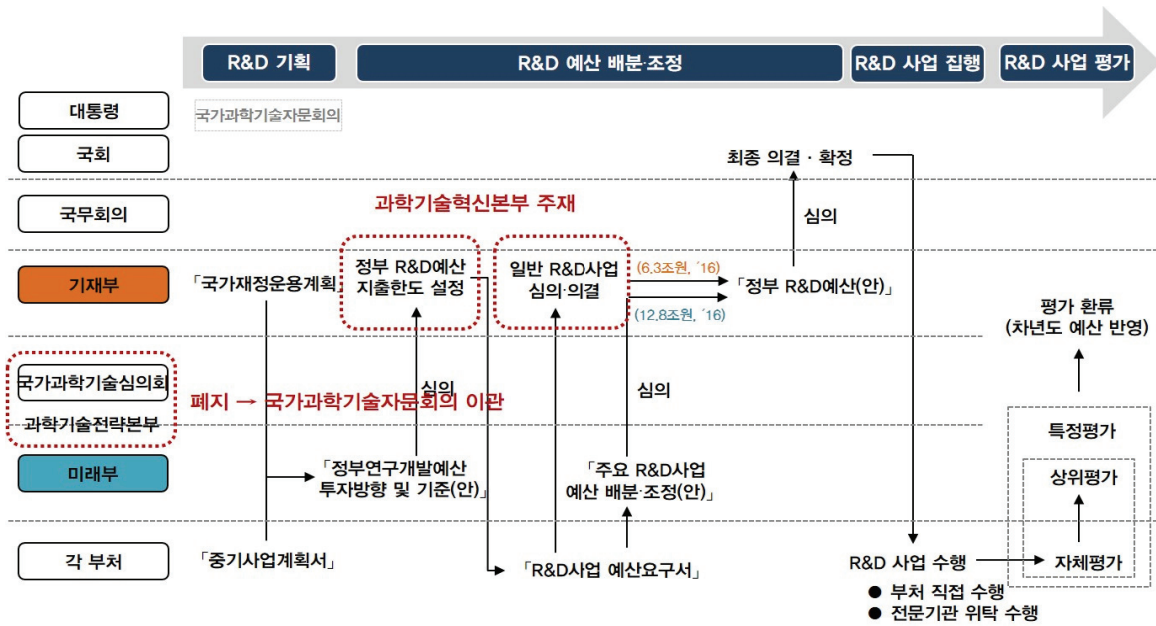 R&D 기획
R&D 예산 배분·조정
R&D 사업 집행
R&D 사업 평가
대통령
국가과학기술자문회의
국회
최종 의결 · 확정
국무회의
과학기술혁신본부 주재
심의
기재부
「국가재정운용계획」
정부 R&D예산
지출한도 설정
일반 R&D사업
심의·의결
(6.3조원, ´16)
(12.8조원, ´16)
「정부 R&D예산(안)」
평가 환류
(차년도 예산 반영)
국가과학기술심의회
과학기술전략본부
폐지 → 국가과학기술자문회의 이관
심의
심의
특정평가
미래부
「정부연구개발예산
투자방향 및 기준(안)」
「주요 R&D사업
예산 배분·조정(안)」
상위평가
각 부처
「중기사업계획서」
「R&D사업 예산요구서」
R&D 사업 수행
● 부처 직접 수행
● 전문기관 위탁 수행
자체평가